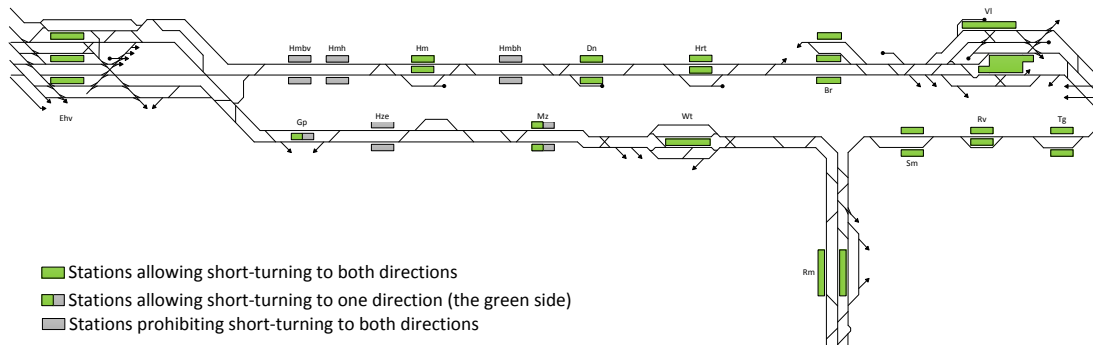 Vl
Hmbv Hmh Hm Hmbh Dn Hrt
Br
Ehv
Gp Hze Mz Wt Rv Tg
Sm
Rm
Stations allowing short-turning to both directions
Stations allowing short-turning to one direction (the green side)
Stations prohibiting short-turning to both directions